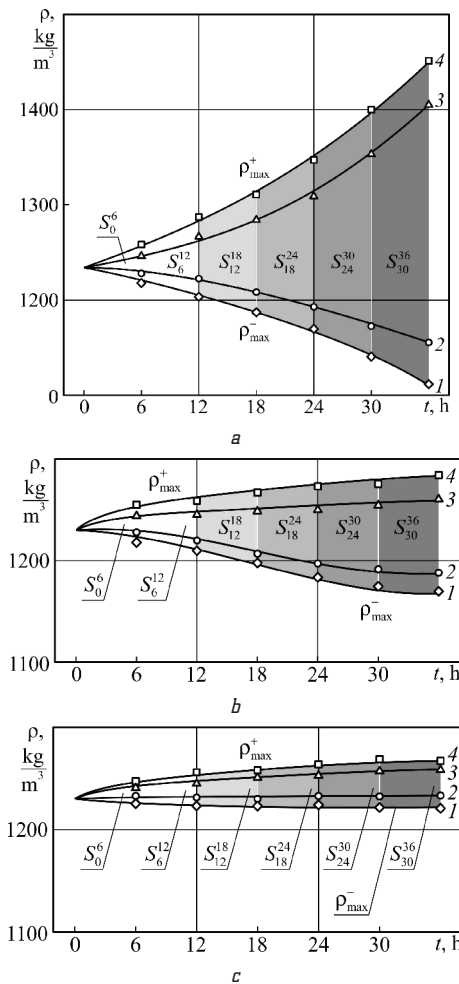 ρ,
kg
m³
1400
1300
1200
0
ρ⁺max
ρ⁻max
S₀⁶
S₆¹²
S₁₂¹⁸
S₁₈²⁴
S₂₄³⁰
S₃₀³⁶
4
3
2
1
0 6 12 18 24 30 t, h
a
ρ,
kg
m³
1200
1100
ρ⁺max
S₁₂¹⁸ S₁₈²⁴ S₂₄³⁰ S₃₀³⁶
S₀⁶ S₆¹²
ρ⁻max
4
3
2
1
0 6 12 18 24 30 t, h
b
ρ,
kg
m³
1200
1100
ρ⁺max
S₀⁶ S₆¹² S₁₂¹⁸ S₁₈²⁴ S₂₄³⁰ S₃₀³⁶
ρ⁻max
4
3
2
1
0 6 12 18 24 30 t, h
c